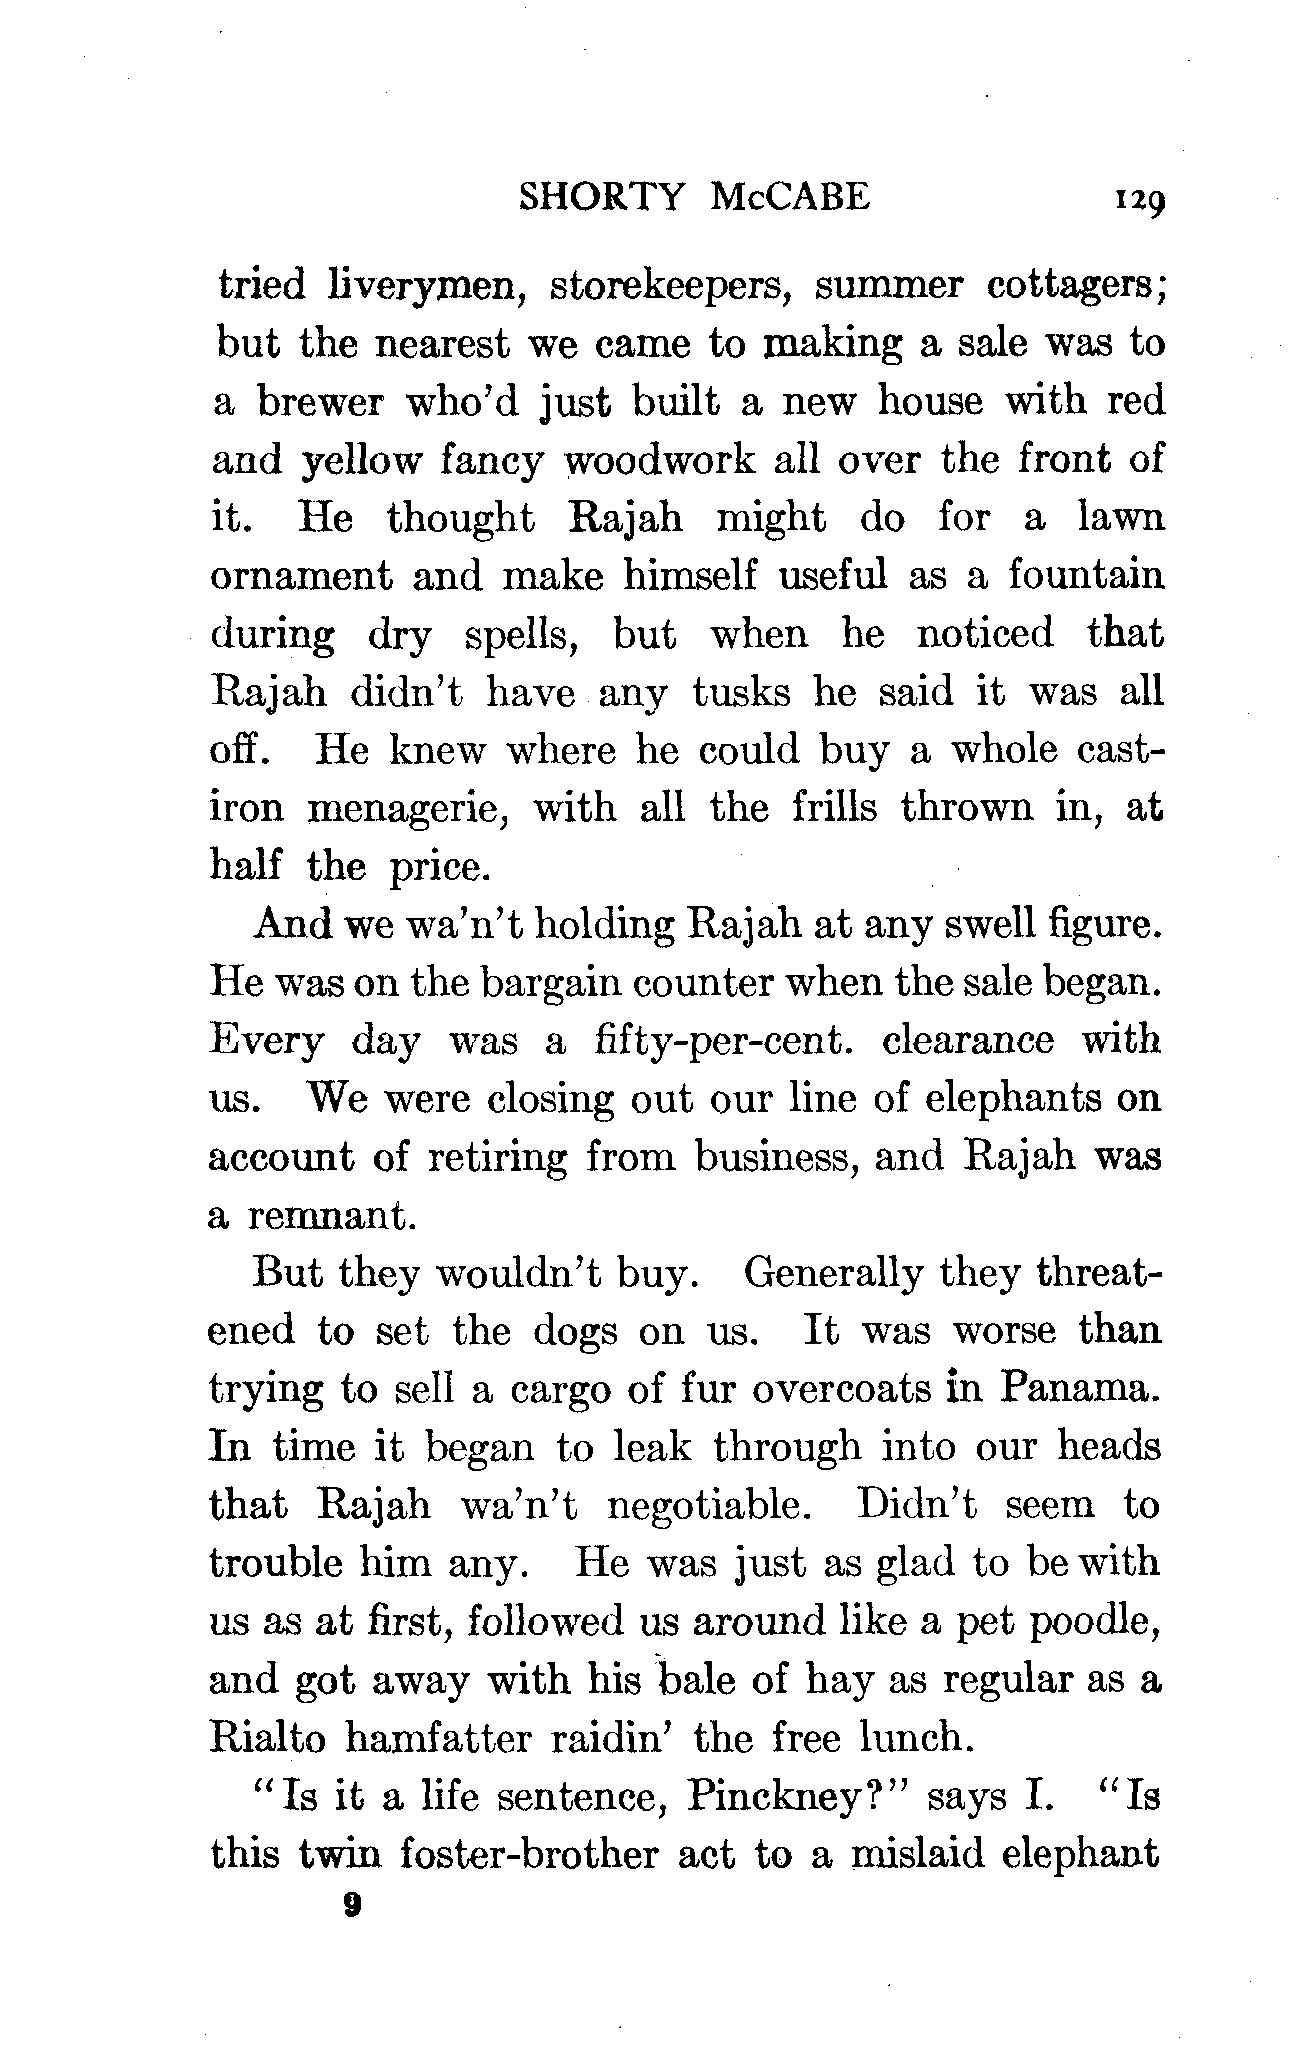 SHORTY McCABE 129
tried liverymen, storekeepers, summer cottagers;
but the nearest we came to making a sale was to
a brewer who'd just built a new house with red
and yellow fancy woodwork all over the front of
it. He thought Rajah might do for a lawn
ornament and make himself useful as a fountain
during dry spells, but when he noticed that
Rajah didn't have any tusks he said it was all
off. He knew where he could buy a whole cast-
iron menagerie, with all the frills thrown in, at
half the price.
And we wa'n't holding Rajah at any swell figure.
He was on the bargain counter when the sale began.
Every day was a fifty-per-cent. clearance with
us. We were closing out our line of elephants on
account of retiring from business, and Rajah was
a remnant.
But they wouldn't buy. Generally they threat-
ened to set the dogs on us. It was worse than
trying to sell a cargo of fur overcoats in Panama.
In time it began to leak through into our heads
that Rajah wa'n't negotiable. Didn't seem to
trouble him any. He was just as glad to be with
us as at first, followed us around like a pet poodle,
and got away with his bale of hay as regular as a
Rialto hamfatter raidin' the free lunch.
"Is it a life sentence, Pinckney?" says I. "Is
this twin foster-brother act to a mislaid elephant
9